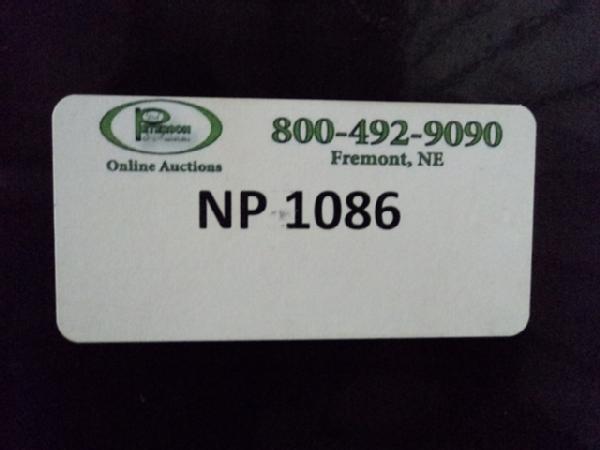 800-492-9090
Online Auctions
Fremont, NE
NP 1086